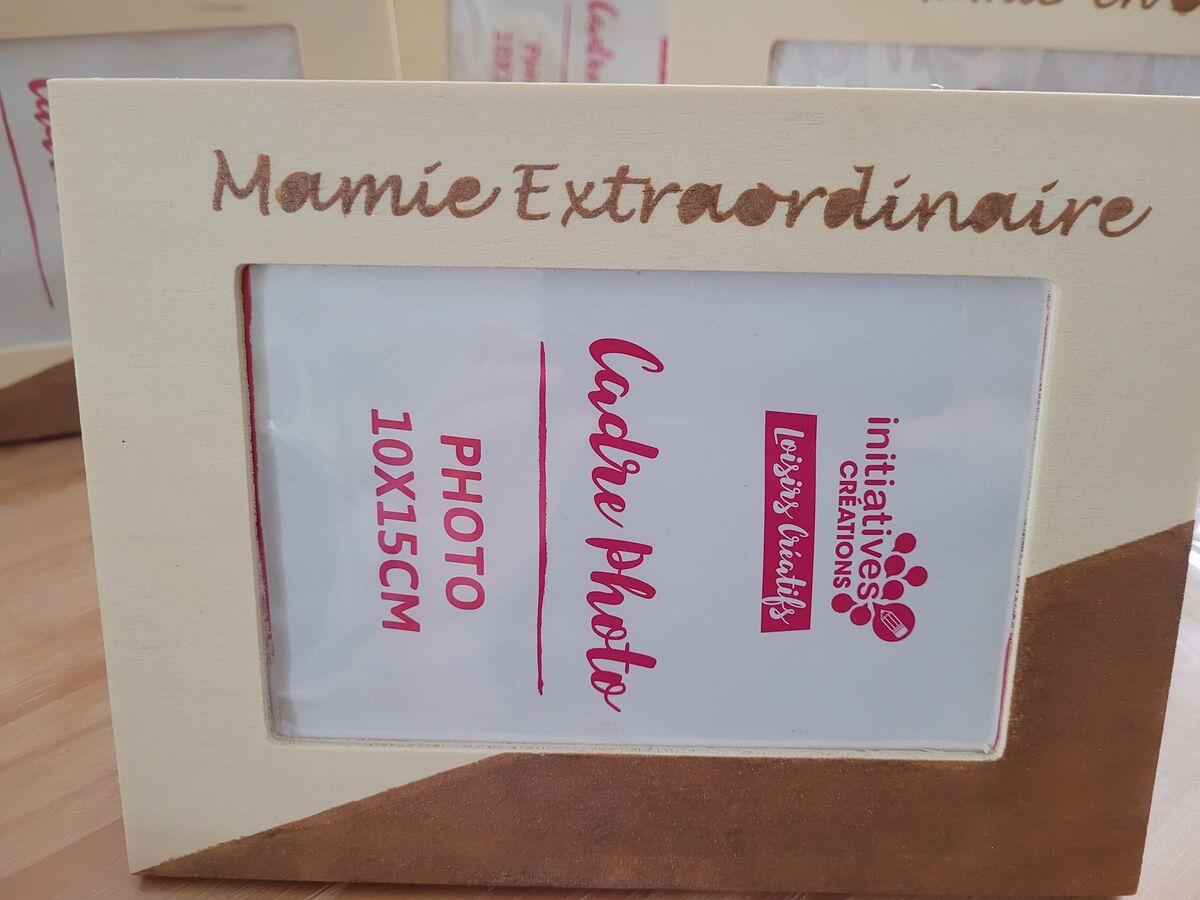 Mamie Extraordinaire
initiatives
CRÉATIONS
Loisirs Créatifs
Cadre Photo
PHOTO
10X15CM